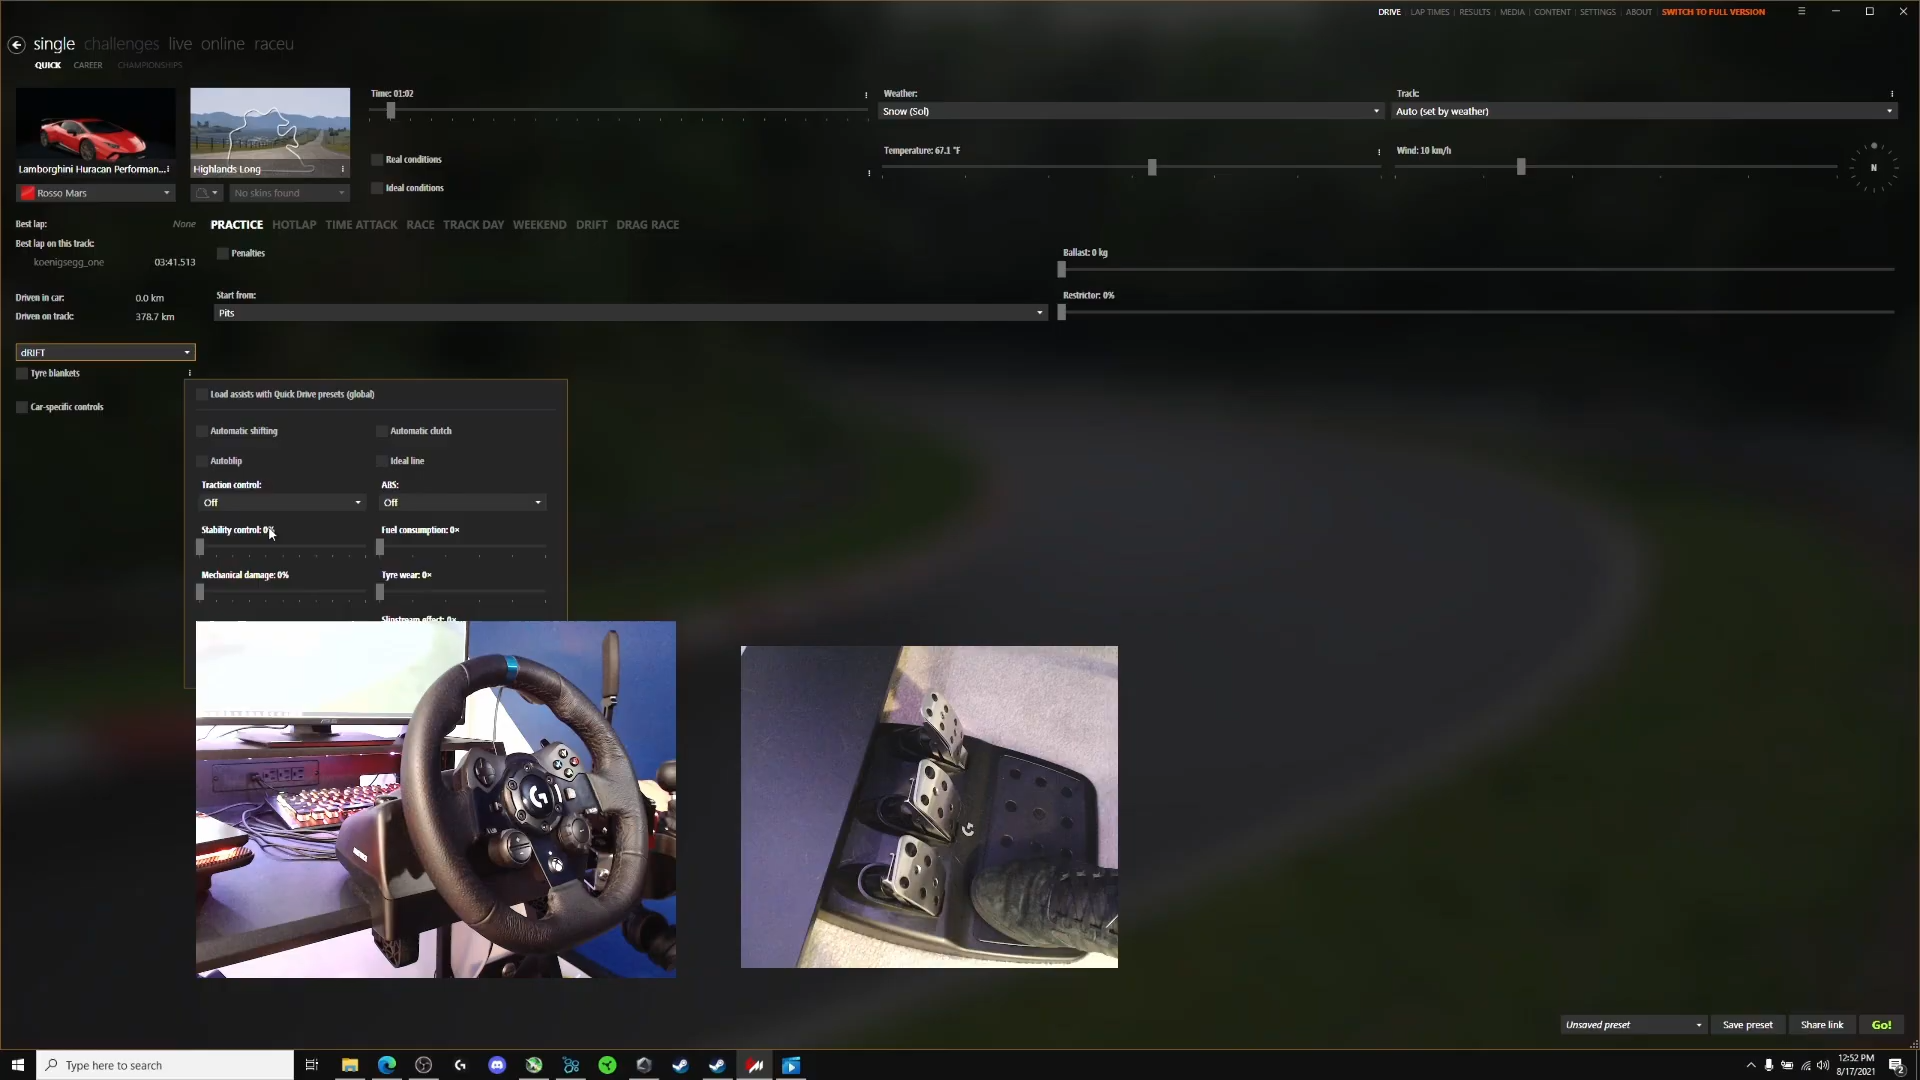 DRIVE LAP TIMES RESULTS MEDIA CONTENT SETTINGS ABOUT SWITCH TO FULL VERSION
single challenges live online raceu
QUICK CAREER CHAMPIONSHIPS
Time: 01:02
Weather:
Track:
Snow (Sol)
Auto (set by weather)
Real conditions
Ideal conditions
Temperature: 67.1 °F
Wind: 10 km/h
N
Lamborghini Huracan Performan...
Highlands Long
Rosso Mars
No skins found
Best lap: None
Best lap on this track:
koenigsegg_one 03:41.513
Driven in car: 0.0 km
Driven on track: 378.7 km
PRACTICE HOTLAP TIME ATTACK RACE TRACK DAY WEEKEND DRIFT DRAG RACE
Penalties
Ballast: 0 kg
Start from:
Restrictor: 0%
Pits
dRIFT
Tyre blankets
Car-specific controls
Load assists with Quick Drive presets (global)
Automatic shifting
Automatic clutch
Autoblip
Ideal line
Traction control:
ABS:
Off
Off
Stability control: 0%
Fuel consumption: 0×
Mechanical damage: 0%
Tyre wear: 0×
Slipstream effect: 0×
Unsaved preset
Save preset
Share link
Go!
Type here to search
12:52 PM
8/17/2021
2